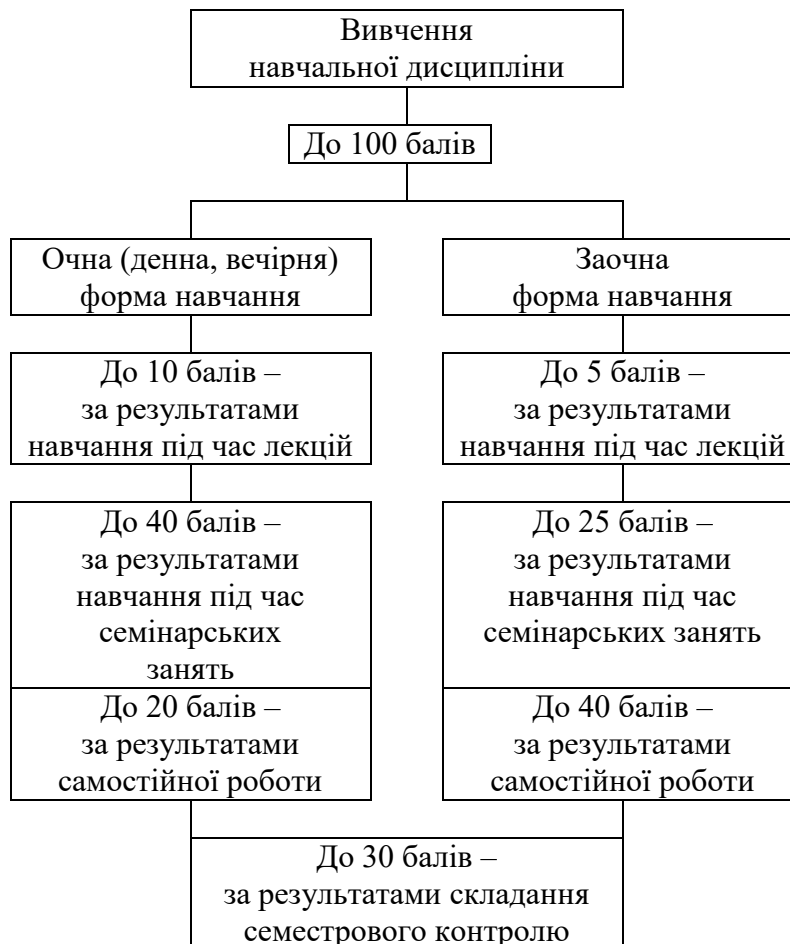 Вивчення
навчальної дисципліни
До 100 балів
Очна (денна, вечірня)
форма навчання
Заочна
форма навчання
До 10 балів –
за результатами
навчання під час лекцій
До 5 балів –
за результатами
навчання під час лекцій
До 40 балів –
за результатами
навчання під час
семінарських
занять
До 25 балів –
за результатами
навчання під час
семінарських занять
До 20 балів –
за результатами
самостійної роботи
До 40 балів –
за результатами
самостійної роботи
До 30 балів –
за результатами складання
семестрового контролю